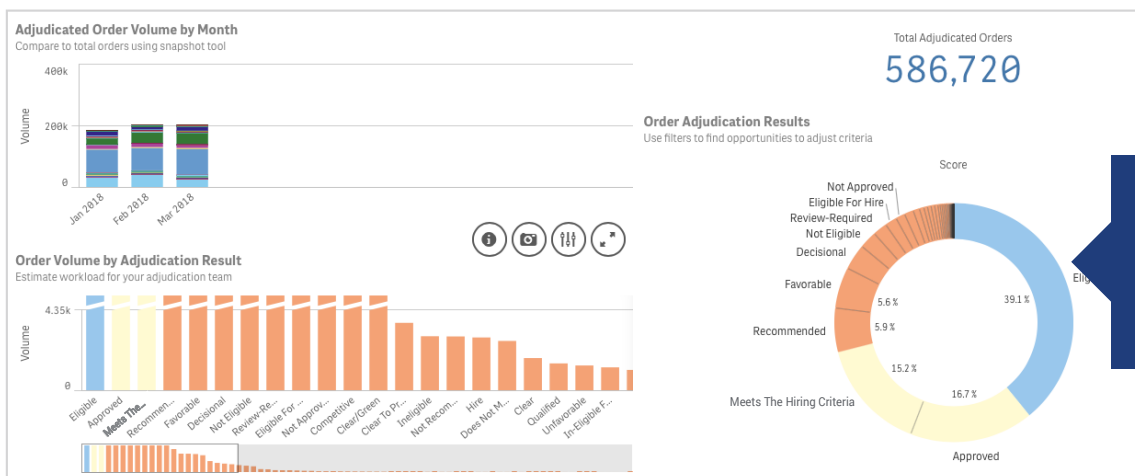 Adjudicated Order Volume by Month
Compare to total orders using snapshot tool
400k
200k
0
Volume
Jan 2018
Feb 2018
Mar 2018
Order Volume by Adjudication Result
Estimate workload for your adjudication team
4.35k
0
Volume
Eligible
Approved
Meets The...
Recommen...
Favorable
Decisional
Not Eligible
Review-Re...
Eligible For ...
Not Approv...
Competitive
Clear/Green
Clear To Pr...
Ineligible
Not Recom...
Hire
Does Not M...
Clear
Qualified
Unfavorable
In-Eligible F...
Total Adjudicated Orders
586,720
Order Adjudication Results
Use filters to find opportunities to adjust criteria
Score
Not Approved
Eligible For Hire
Review-Required
Not Eligible
Decisional
Favorable
Recommended
Meets The Hiring Criteria
Approved
Elig
39.1 %
16.7 %
15.2 %
5.9 %
5.6 %